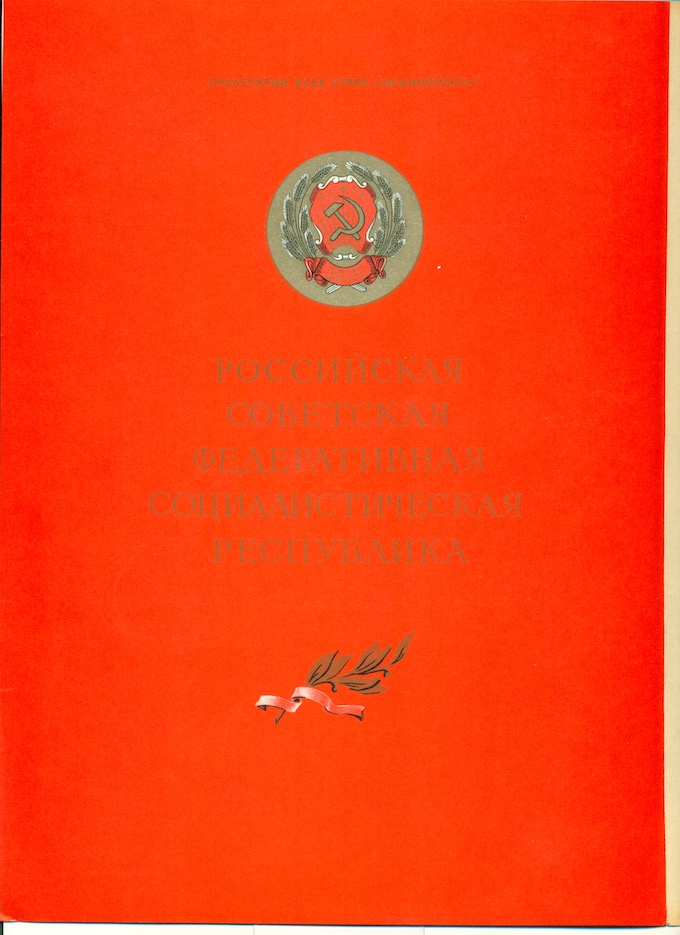 ПРОЛЕТАРИИ ВСЕХ СТРАН, СОЕДИНЯЙТЕСЬ!
РОССИЙСКАЯ
СОВЕТСКАЯ
ФЕДЕРАТИВНАЯ
СОЦИАЛИСТИЧЕСКАЯ
РЕСПУБЛИКА